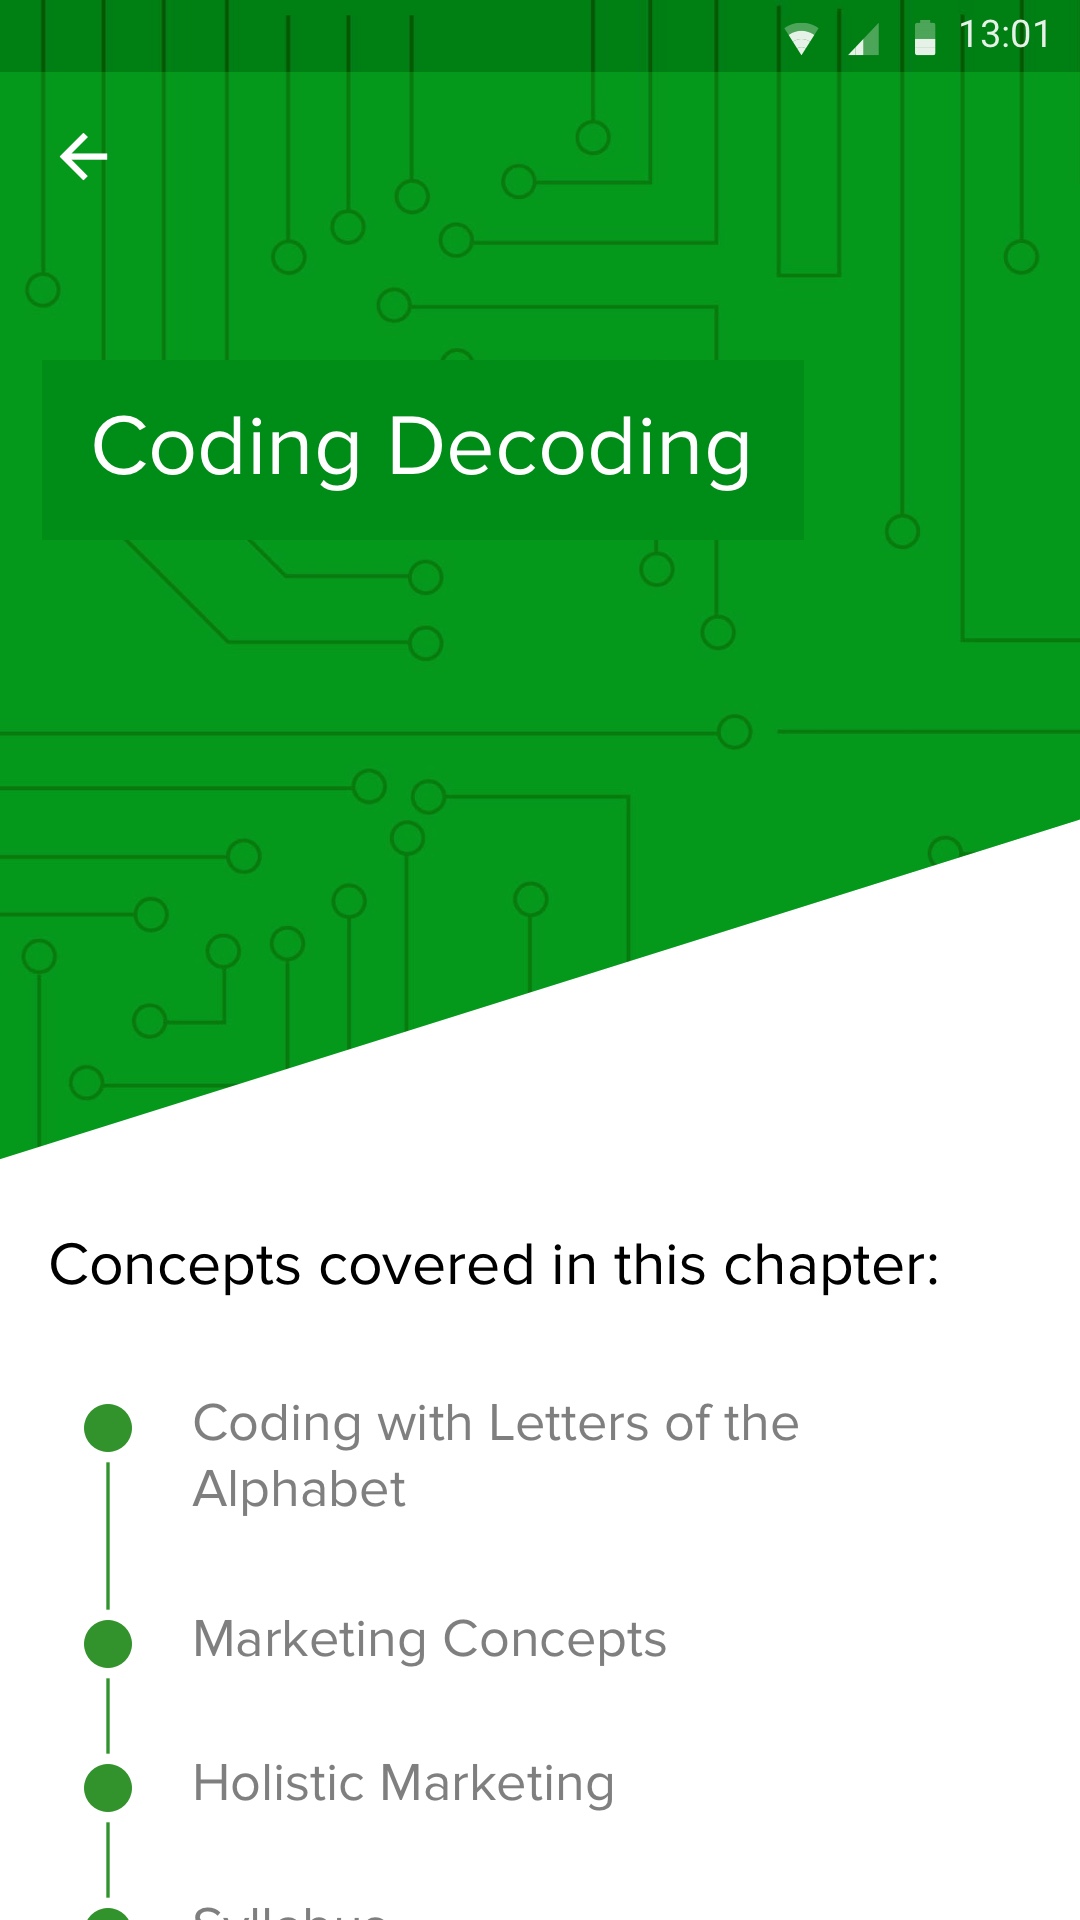 13:01
Coding Decoding
Concepts covered in this chapter:
Coding with Letters of the
Alphabet
Marketing Concepts
Holistic Marketing
Syllabus